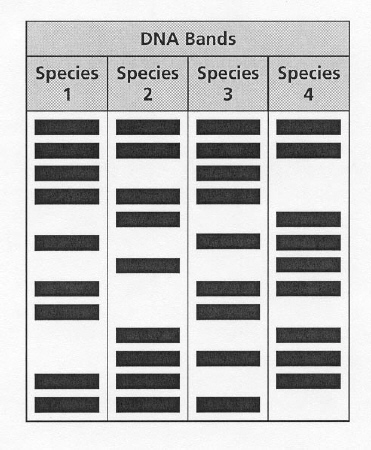 DNA Bands
Species 1
Species 2
Species 3
Species 4